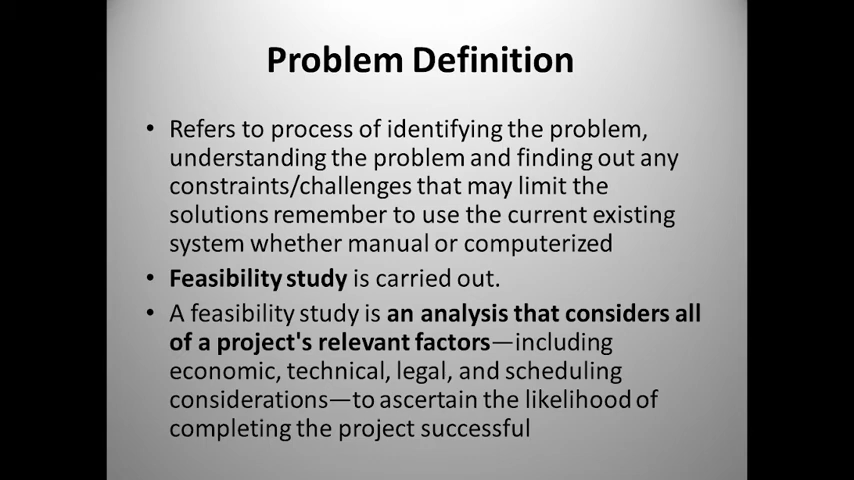 Problem Definition
• Refers to process of identifying the problem,
understanding the problem and finding out any
constraints/challenges that may limit the
solutions remember to use the current existing
system whether manual or computerized
• Feasibility study is carried out.
• A feasibility study is an analysis that considers all
of a project's relevant factors—including
economic, technical, legal, and scheduling
considerations—to ascertain the likelihood of
completing the project successful